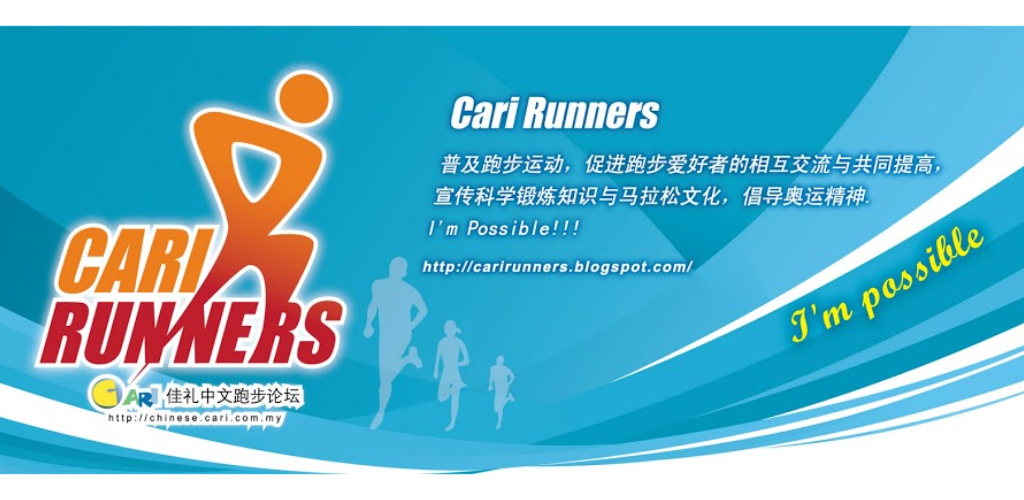 CARI
RUNNERS
CARI 佳礼中文跑步论坛
http://chinese.cari.com.my
Cari Runners
普及跑步运动，促进跑步爱好者的相互交流与共同提高，
宣传科学锻炼知识与马拉松文化，倡导奥运精神.
I'm Possible!!!
http://carirunners.blogspot.com/
I'm possible